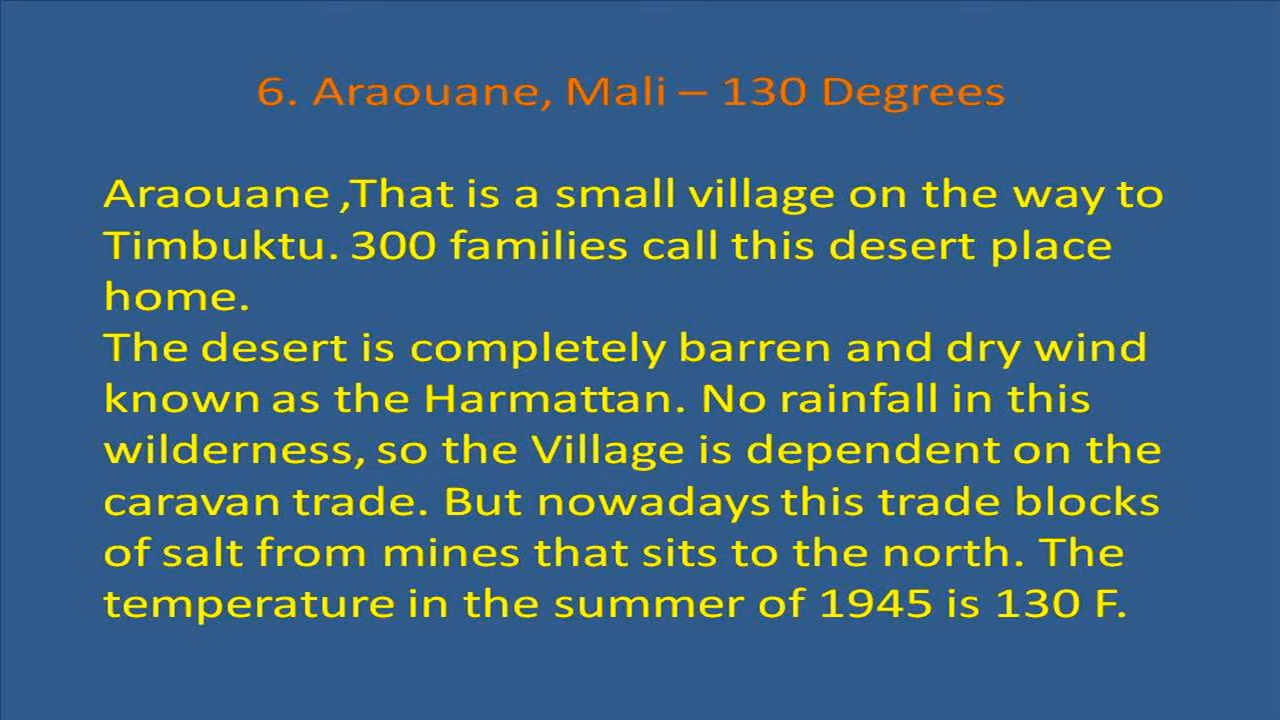 6. Araouane, Mali – 130 Degrees
Araouane ,That is a small village on the way to
Timbuktu. 300 families call this desert place
home.
The desert is completely barren and dry wind
known as the Harmattan. No rainfall in this
wilderness, so the Village is dependent on the
caravan trade. But nowadays this trade blocks
of salt from mines that sits to the north. The
temperature in the summer of 1945 is 130 F.